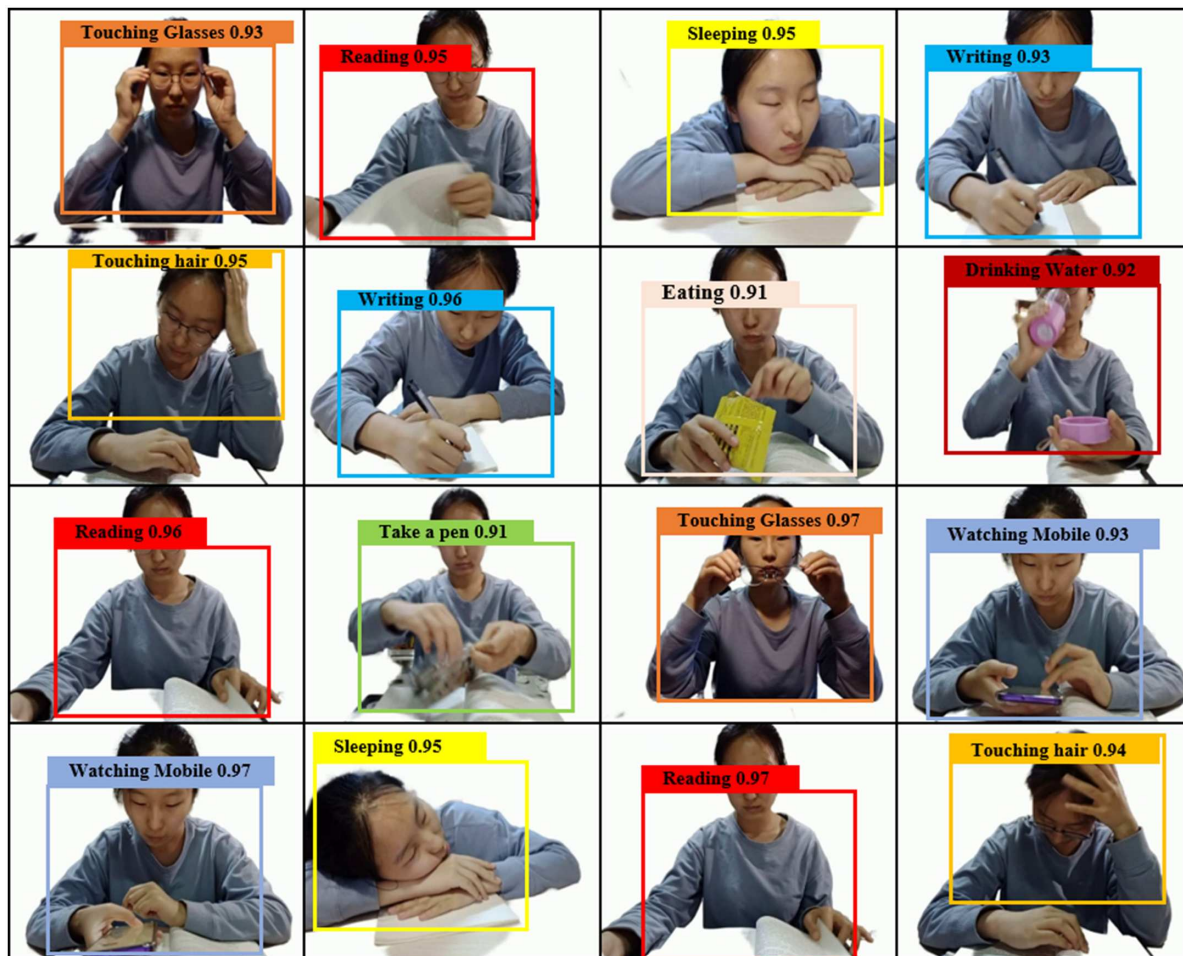 Touching Glasses 0.93
Reading 0.95
Sleeping 0.95
Writing 0.93
Touching hair 0.95
Writing 0.96
Eating 0.91
Drinking Water 0.92
Reading 0.96
Take a pen 0.91
Touching Glasses 0.97
Watching Mobile 0.93
Watching Mobile 0.97
Sleeping 0.95
Reading 0.97
Touching hair 0.94